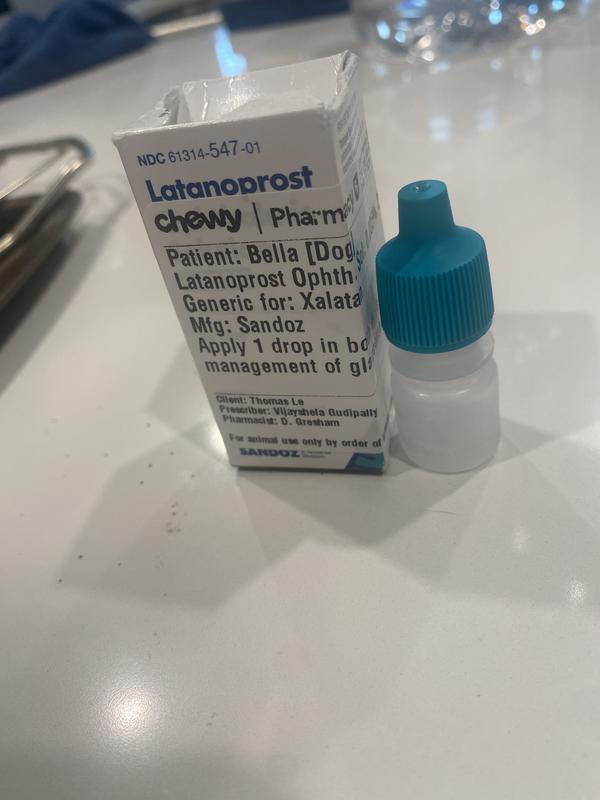 NDC 61314-547-01
Latanoprost
chewy | Pharmacy
Patient: Bella [Dog]
Latanoprost Ophth.
Generic for: Xalata
Mfg: Sandoz
Apply 1 drop in bo
management of gla
Client: Thomas Le
Prescriber: Vijayshela Gudipally
Pharmacist: D. Gresham
For animal use only by order of
SANDOZ